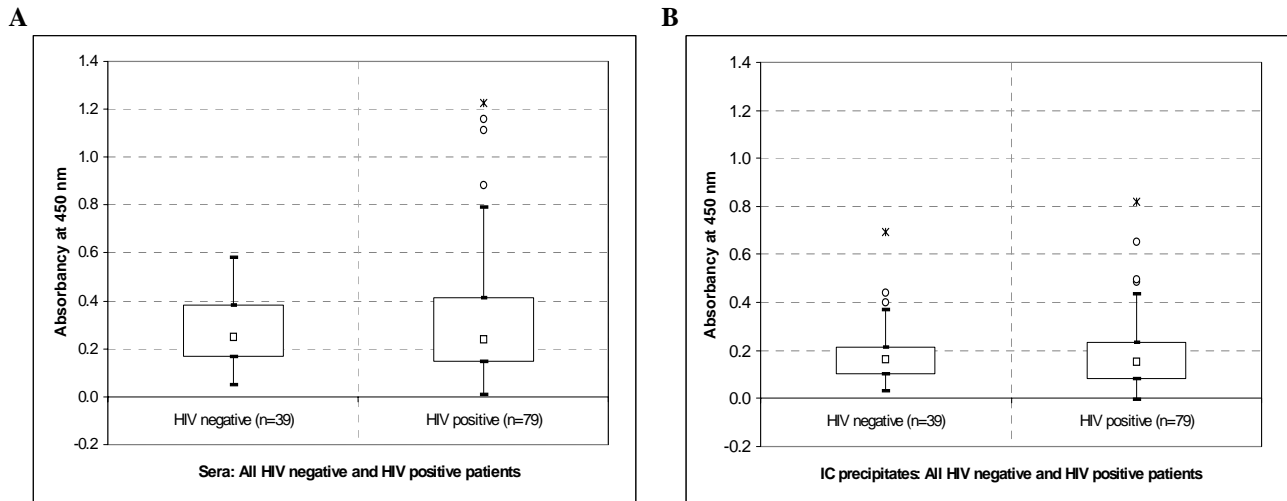 A
B
1.4
1.2
1.0
0.8
0.6
0.4
0.2
0.0
-0.2
Absorbancy at 450 nm
HIV negative (n=39)
HIV positive (n=79)
Sera: All HIV negative and HIV positive patients
1.4
1.2
1.0
0.8
0.6
0.4
0.2
0.0
-0.2
Absorbancy at 450 nm
HIV negative (n=39)
HIV positive (n=79)
IC precipitates: All HIV negative and HIV positive patients